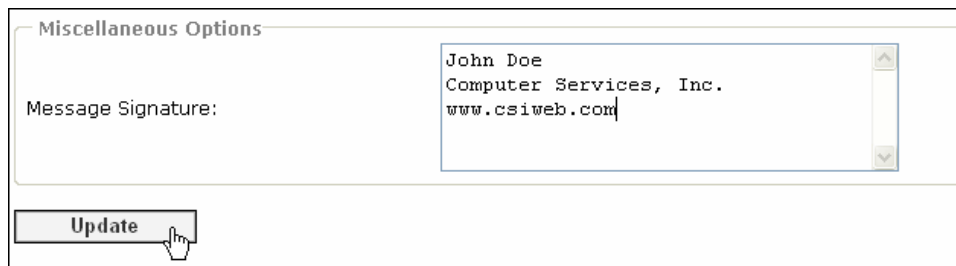 Miscellaneous Options
Message Signature:
John Doe
Computer Services, Inc.
www.csiweb.com
Update